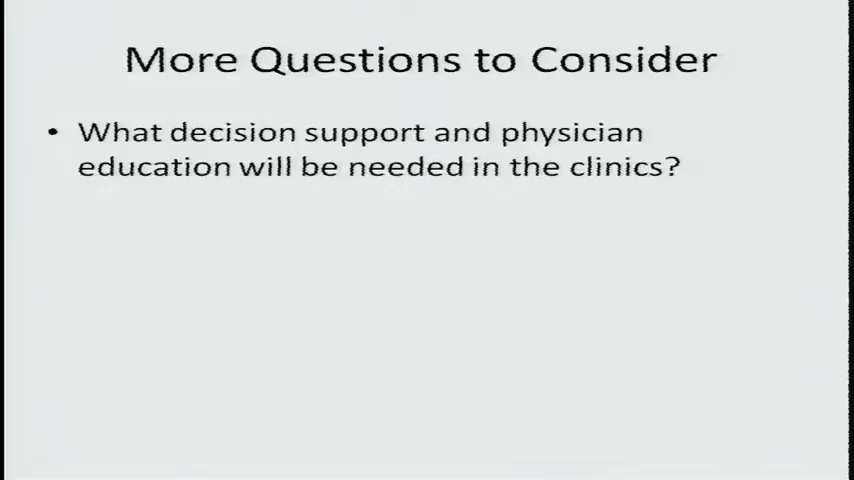 More Questions to Consider
• What decision support and physician
education will be needed in the clinics?